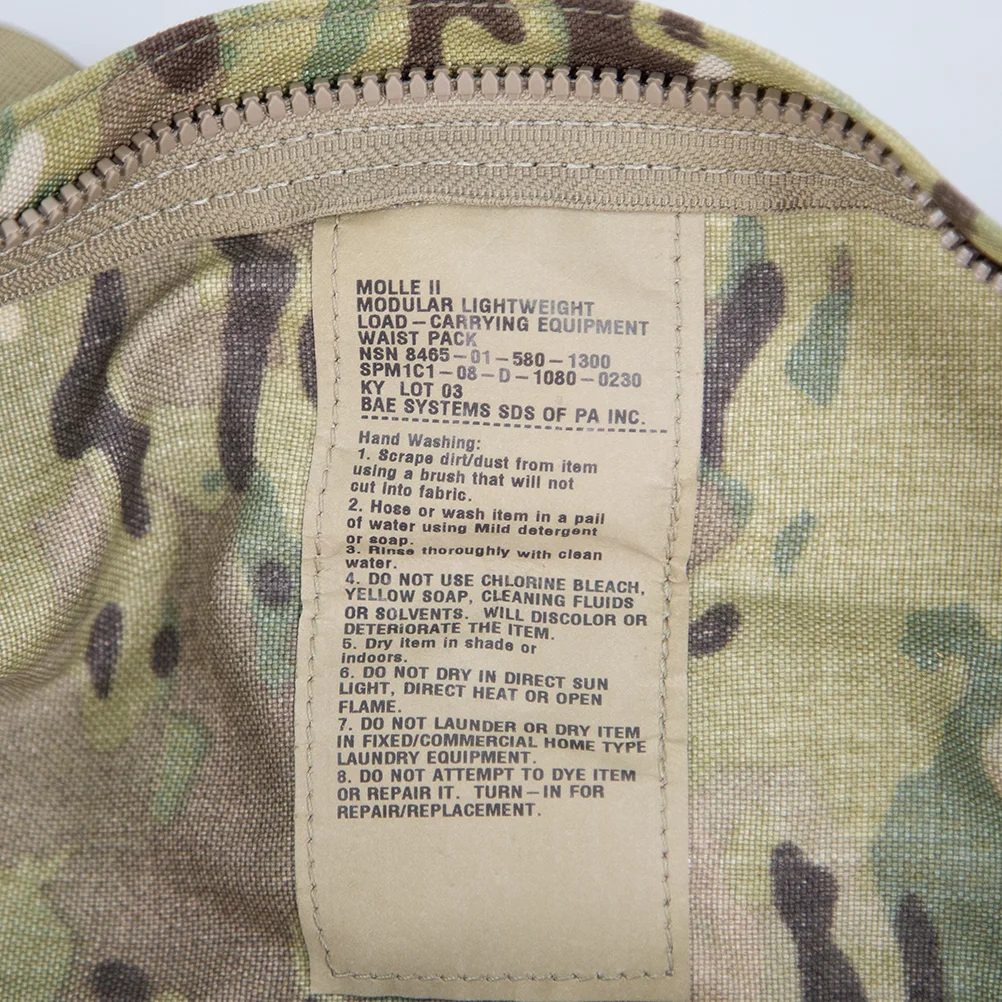 MOLLE II
MODULAR LIGHTWEIGHT
LOAD-CARRYING EQUIPMENT
WAIST PACK
NSN 8465-01-580-1300
SPM1C1-08-D-1080-0230
KY LOT 03
BAE SYSTEMS SDS OF PA INC.
Hand Washing:
1. Scrape dirt/dust from item
using a brush that will not
cut into fabric.
2. Hose or wash item in a pail
of water using Mild detergent
or soap.
3. Rinse thoroughly with clean
water.
4. DO NOT USE CHLORINE BLEACH,
YELLOW SOAP, CLEANING FLUIDS
OR SOLVENTS. WILL DISCOLOR OR
DETERIORATE THE ITEM.
5. Dry item in shade or
indoors.
6. DO NOT DRY IN DIRECT SUN
LIGHT, DIRECT HEAT OR OPEN
FLAME.
7. DO NOT LAUNDER OR DRY ITEM
IN FIXED/COMMERCIAL HOME TYPE
LAUNDRY EQUIPMENT.
8. DO NOT ATTEMPT TO DYE ITEM
OR REPAIR IT. TURN-IN FOR
REPAIR/REPLACEMENT.